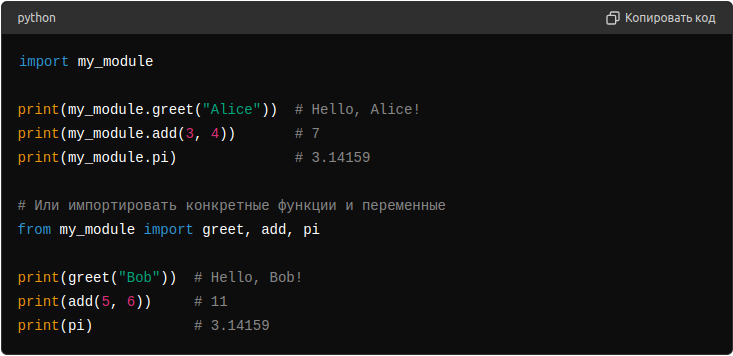 python
Копировать код
import my_module
print(my_module.greet("Alice"))  # Hello, Alice!
print(my_module.add(3, 4))       # 7
print(my_module.pi)              # 3.14159
# Или импортировать конкретные функции и переменные
from my_module import greet, add, pi
print(greet("Bob"))  # Hello, Bob!
print(add(5, 6))     # 11
print(pi)            # 3.14159